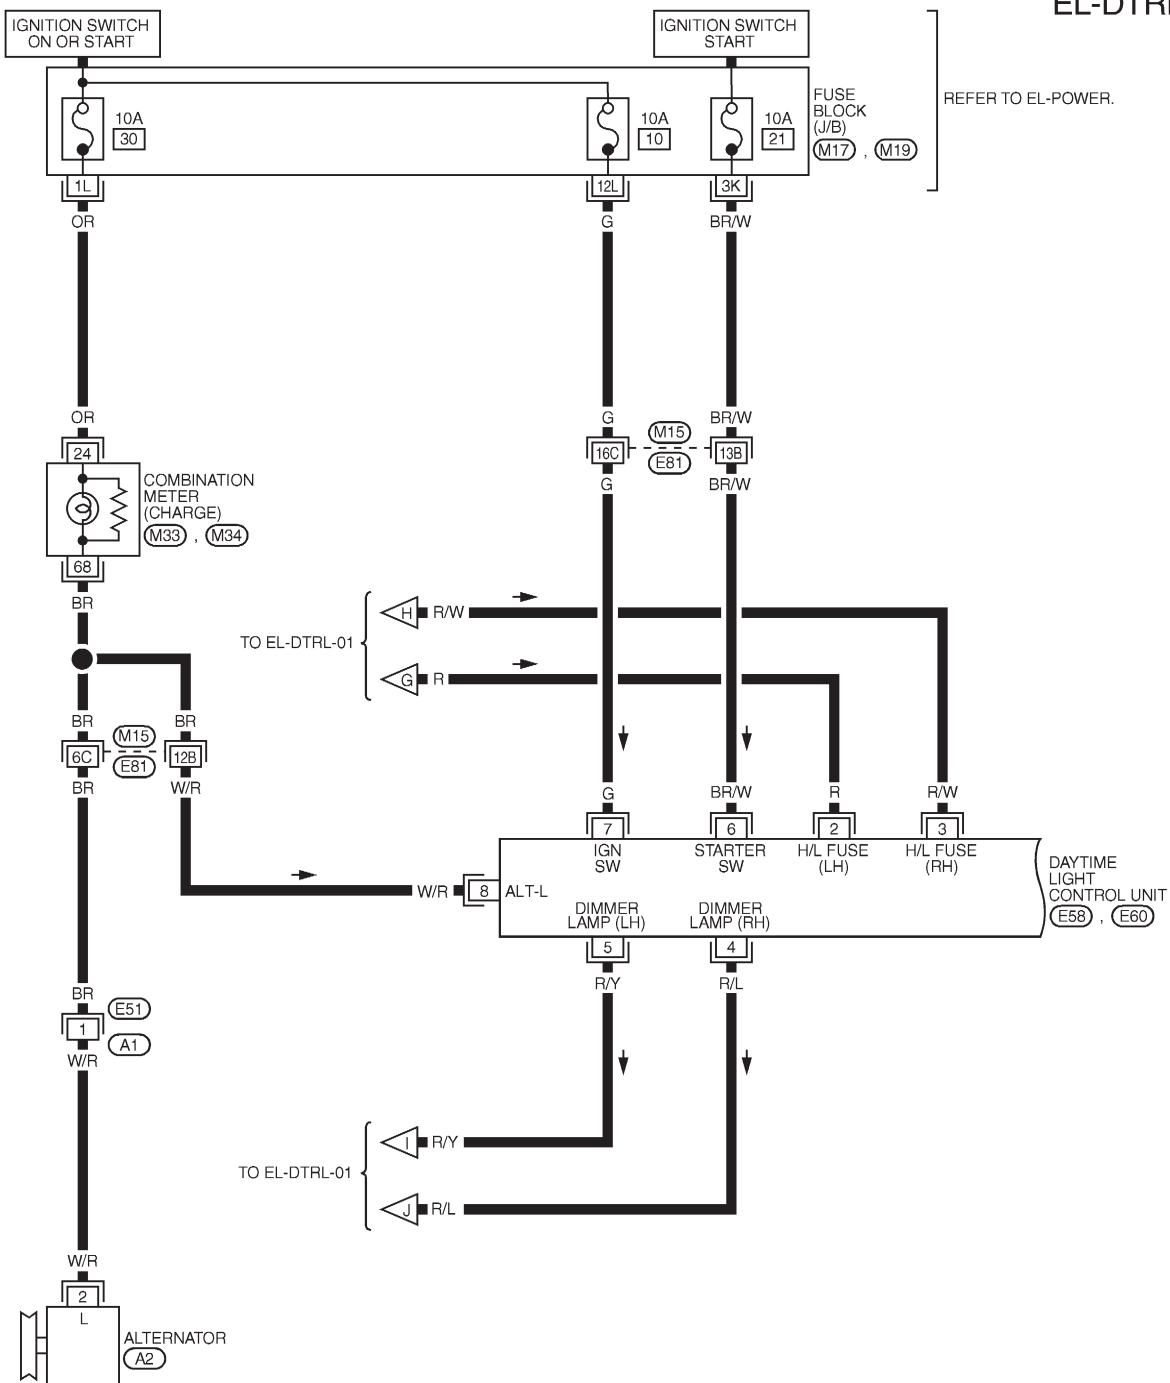 EL-DTRL
IGNITION SWITCH
ON OR START
IGNITION SWITCH
START
10A
30
10A
10
10A
21
FUSE
BLOCK
(J/B)
M17 , M19
REFER TO EL-POWER.
1L
12L
3K
OR
G
BR/W
OR
G
BR/W
24
16C
M15
E81
13B
G
BR/W
COMBINATION
METER
(CHARGE)
M33 , M34
68
BR
H R/W
TO EL-DTRL-01
G R
BR
BR
6C
M15
E81
12B
BR
W/R
G
BR/W
R
R/W
7
6
2
3
IGN
SW
STARTER
SW
H/L FUSE
(LH)
H/L FUSE
(RH)
DAYTIME
LIGHT
CONTROL UNIT
E58 , E60
W/R
8
ALT-L
DIMMER
LAMP (LH)
DIMMER
LAMP (RH)
5
4
R/Y
R/L
BR
E51
1
A1
W/R
I R/Y
TO EL-DTRL-01
J R/L
W/R
2
L
ALTERNATOR
A2